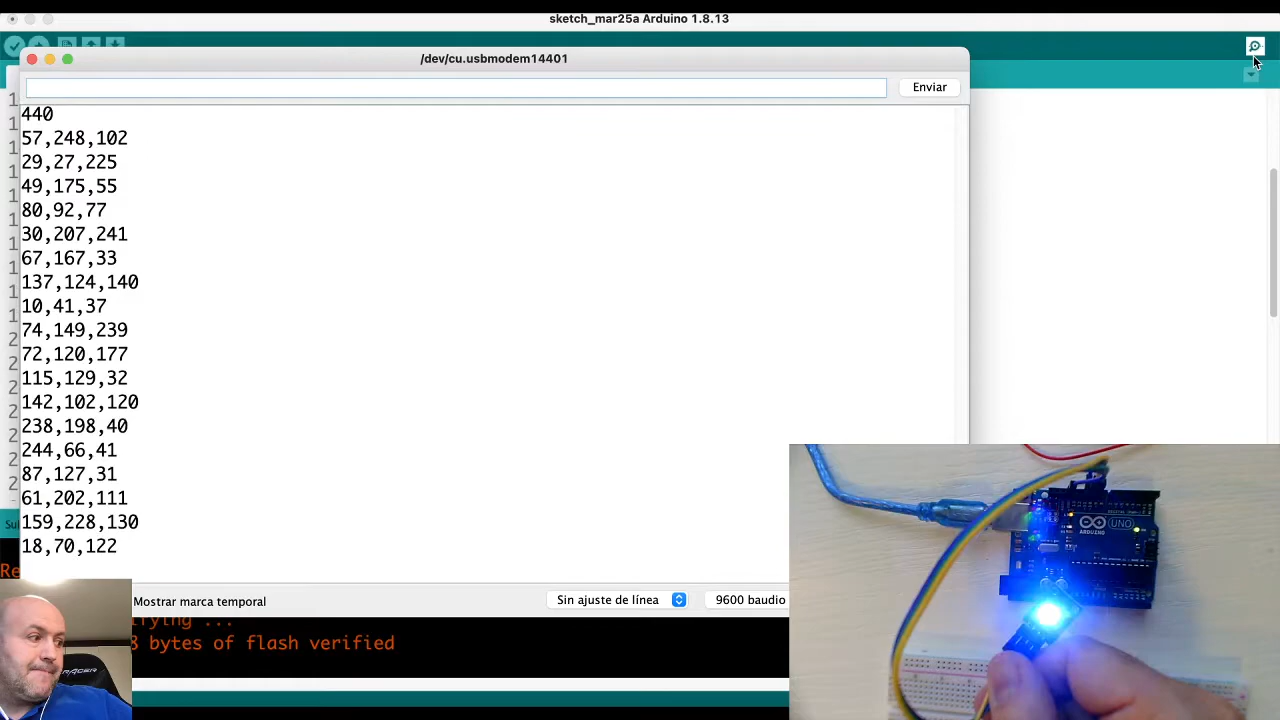 sketch_mar25a Arduino 1.8.13
/dev/cu.usbmodem14401
Enviar
440
57,248,102
29,27,225
49,175,55
80,92,77
30,207,241
67,167,33
137,124,140
10,41,37
74,149,239
72,120,177
115,129,32
142,102,120
238,198,40
244,66,41
87,127,31
61,202,111
159,228,130
18,70,122
Mostrar marca temporal
Sin ajuste de línea
9600 baudio
bytes of flash verified
UNO
ARDUINO